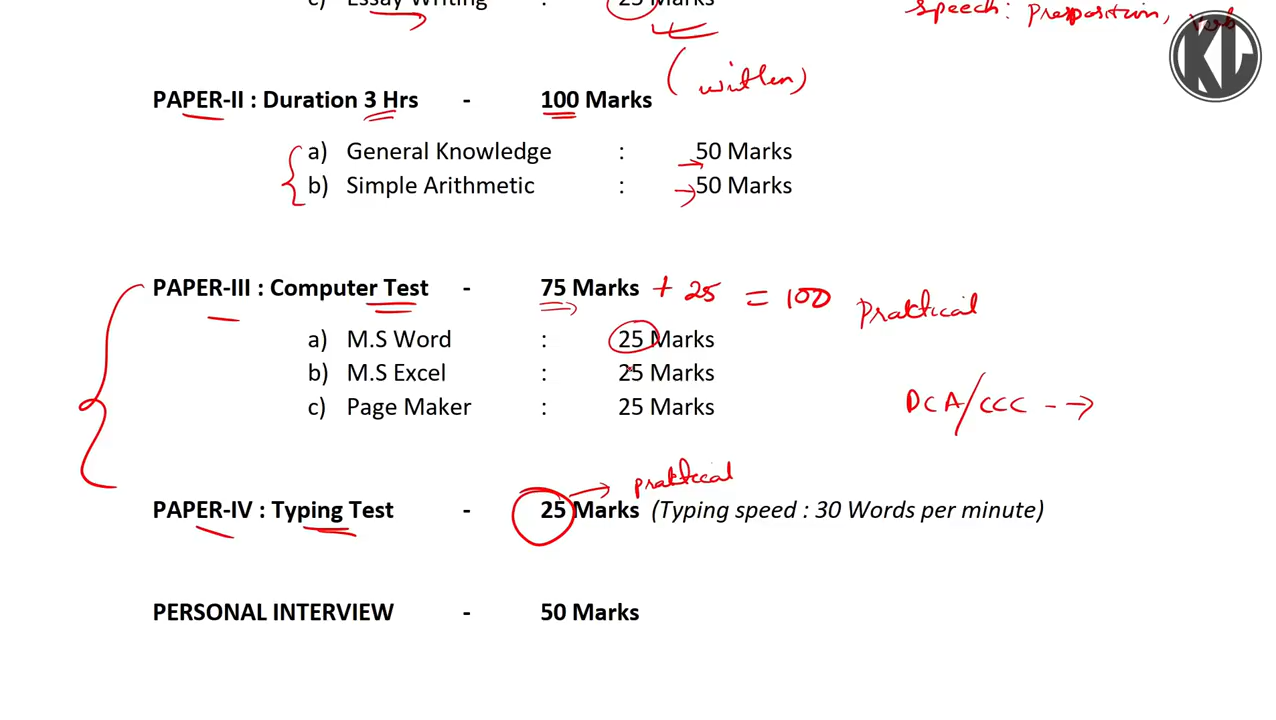 c) Essay Writing : 25 Marks
speech: preposition, verb
KL
(written)
PAPER-II : Duration 3 Hrs - 100 Marks
a) General Knowledge : 50 Marks
b) Simple Arithmetic : 50 Marks
PAPER-III : Computer Test - 75 Marks + 25 = 100 Practical
a) M.S Word : 25 Marks
b) M.S Excel : 25 Marks
DCA/CCC - →
c) Page Maker : 25 Marks
→ practical
PAPER-IV : Typing Test - 25 Marks (Typing speed : 30 Words per minute)
PERSONAL INTERVIEW - 50 Marks